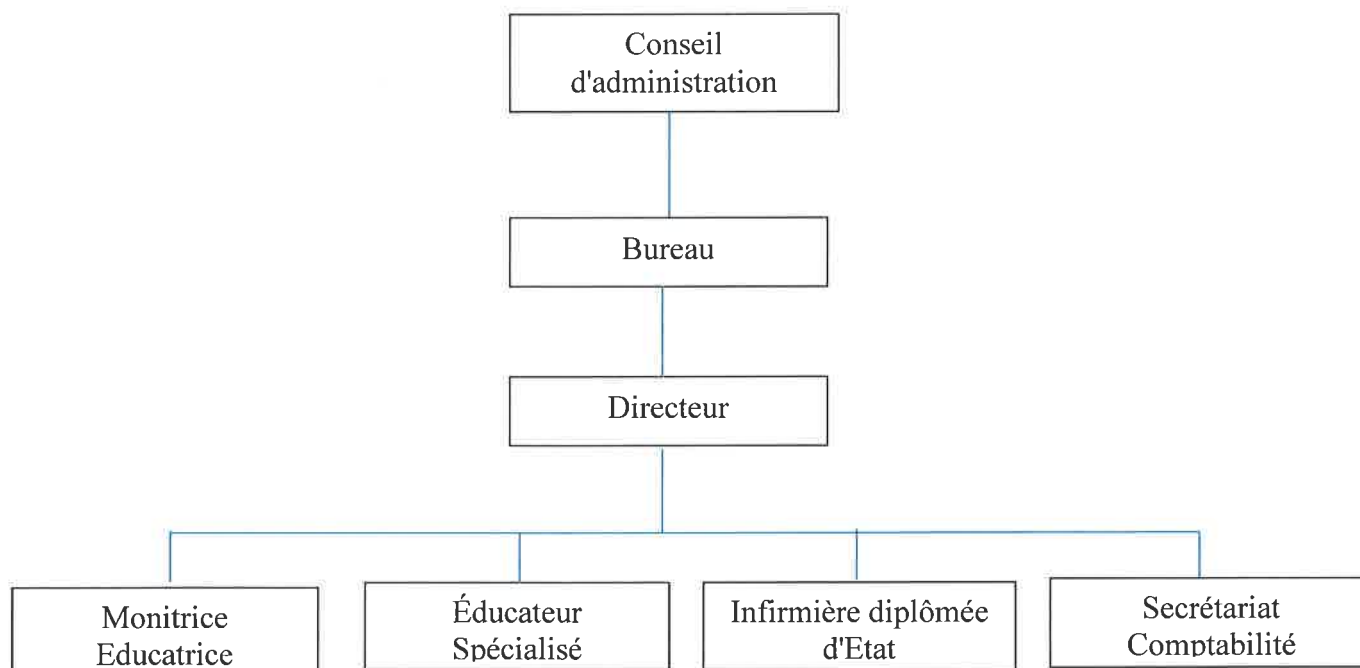 Conseil
d'administration
Bureau
Directeur
Monitrice
Educatrice
Éducateur
Spécialisé
Infirmière diplômée
d'Etat
Secrétariat
Comptabilité